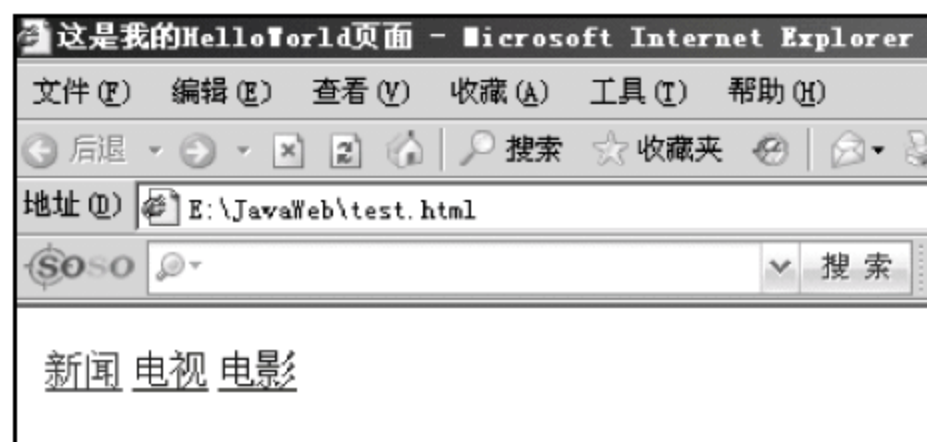 这是我的HelloWorld页面 - Microsoft Internet Explorer
文件(F) 编辑(E) 查看(V) 收藏(A) 工具(T) 帮助(H)
后退 搜索 收藏夹
地址(D) E:\JavaWeb\test.html
SOSO 搜 索
新闻 电视 电影